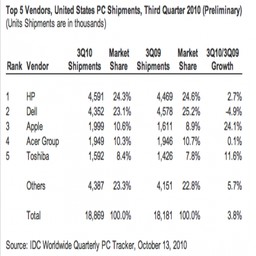 Top 5 Vendors, United States PC Shipments, Third Quarter 2010 (Preliminary)
(Units Shipments are in thousands)
3Q10 Market 3Q09 Market 3Q10/3Q09
Rank Vendor Shipments Share Shipments Share Growth
1 HP 4,591 24.3% 4,469 24.6% 2.7%
2 Dell 4,352 23.1% 4,578 25.2% -4.9%
3 Apple 1,999 10.6% 1,611 8.9% 24.1%
4 Acer Group 1,949 10.3% 1,946 10.7% 0.1%
5 Toshiba 1,592 8.4% 1,426 7.8% 11.6%
Others 4,387 23.3% 4,151 22.8% 5.7%
Total 18,869 100.0% 18,181 100.0% 3.8%
Source: IDC Worldwide Quarterly PC Tracker, October 13, 2010